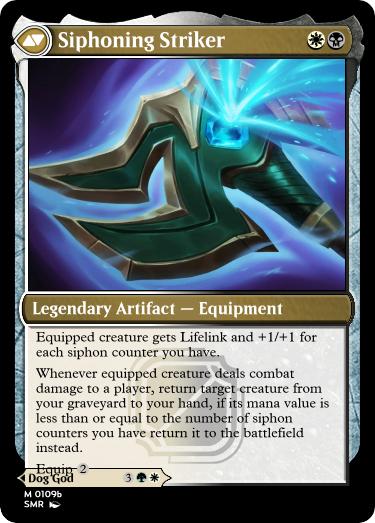 Siphoning Striker
Legendary Artifact — Equipment
Equipped creature gets Lifelink and +1/+1 for
each siphon counter you have.
Whenever equipped creature deals combat
damage to a player, return target creature from
your graveyard to your hand, if its mana value is
less than or equal to the number of siphon
counters you have return it to the battlefield
instead.
Equip 2
Dog God 3
M 0109b
SMR